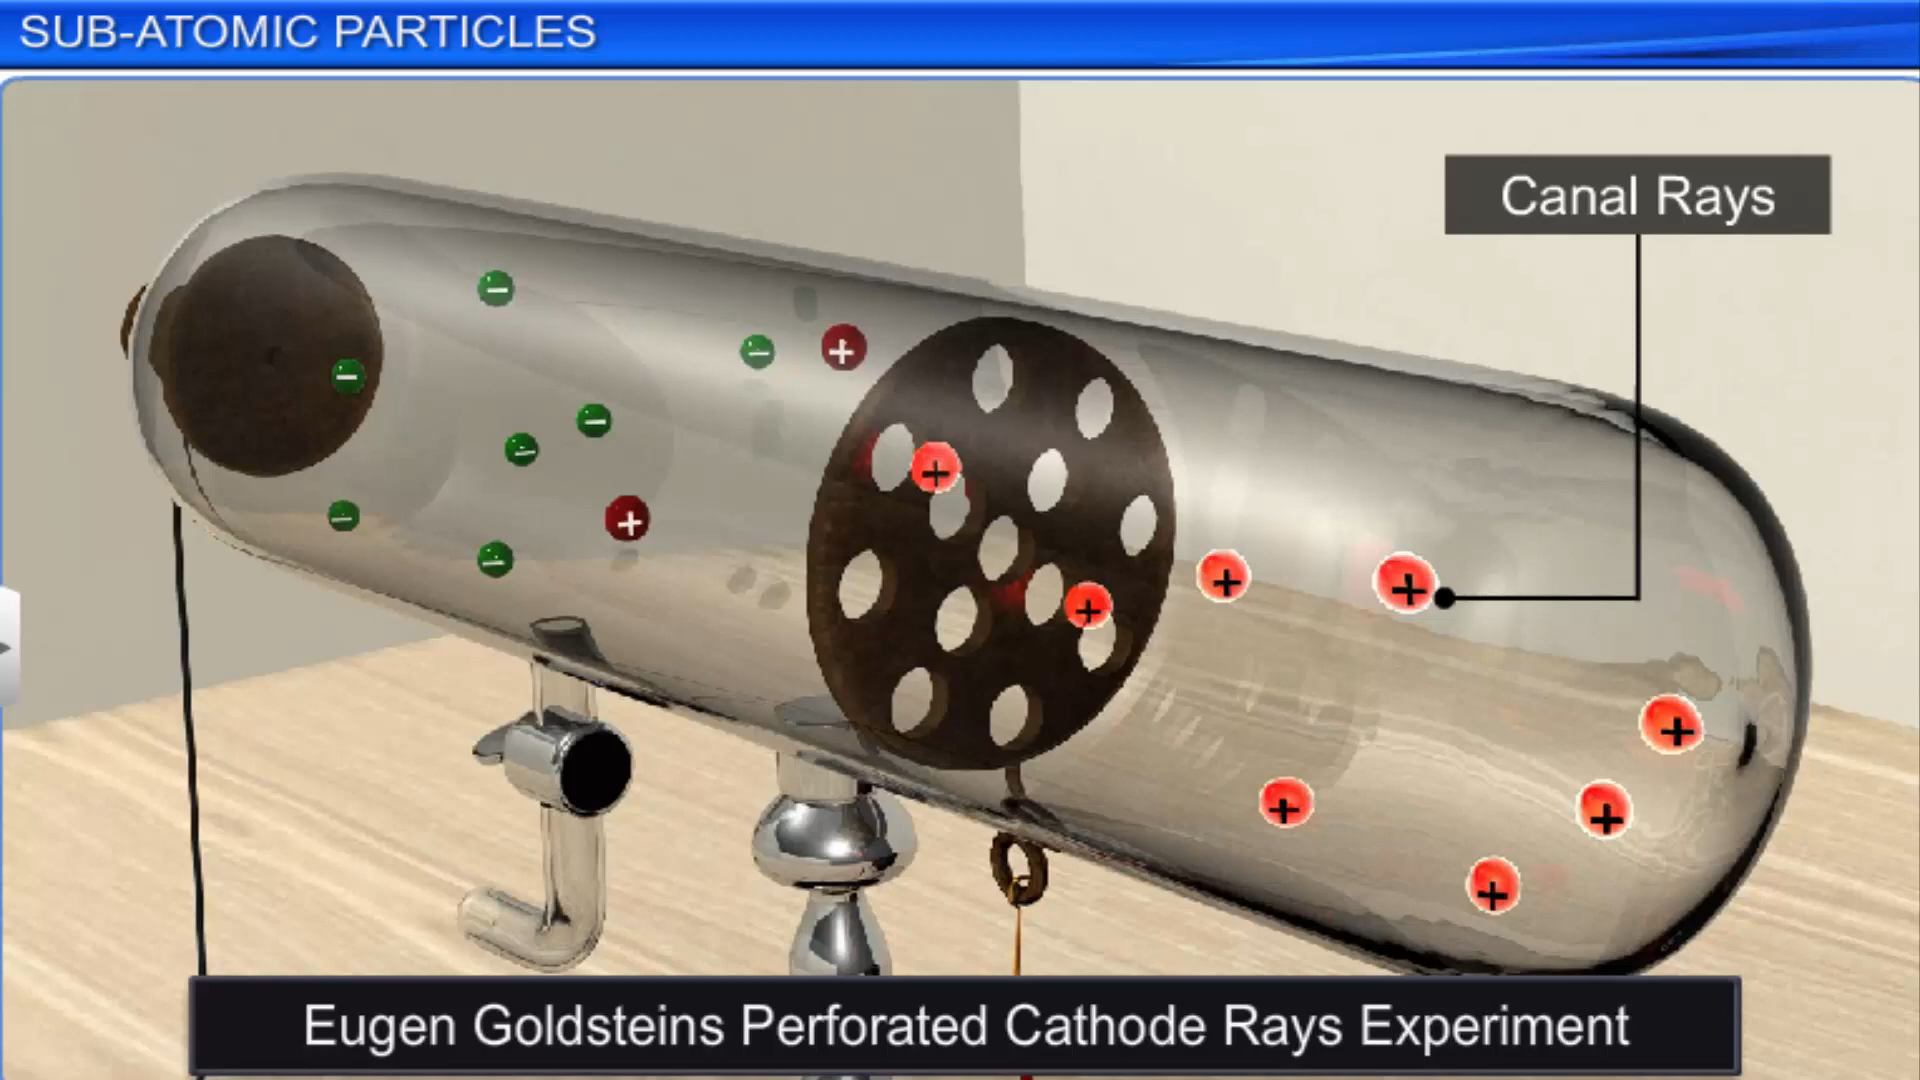 SUB-ATOMIC PARTICLES
Canal Rays
Eugen Goldsteins Perforated Cathode Rays Experiment